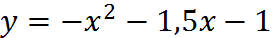 y = −x² − 1,5x − 1